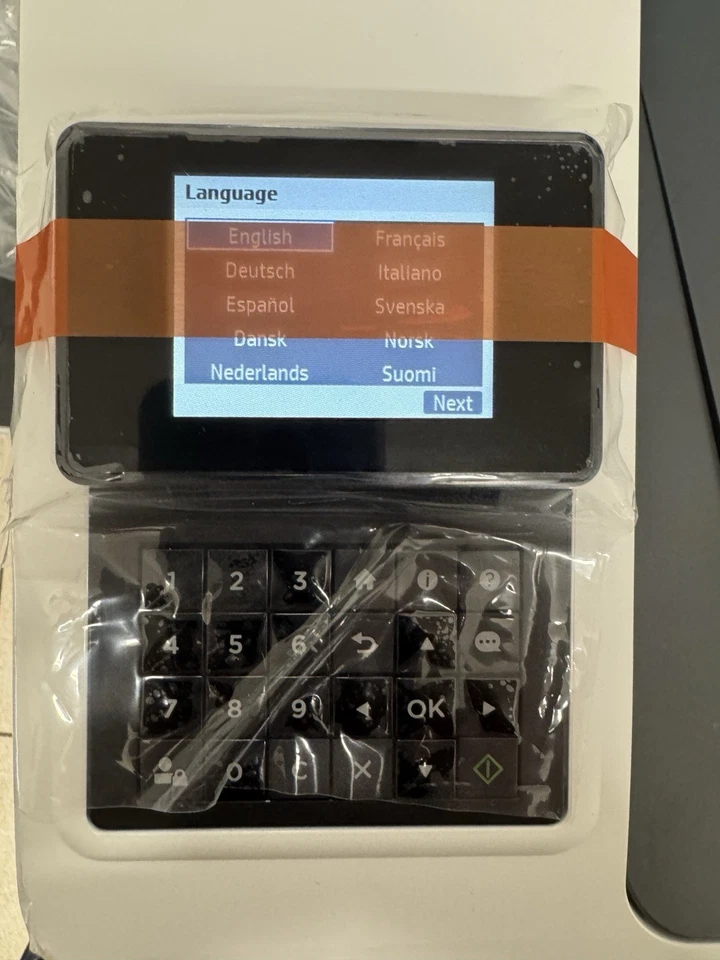 Language
English Français
Deutsch Italiano
Español Svenska
Dansk Norsk
Nederlands Suomi
Next
1 2 3 i ?
4 5 6
7 8 9 OK
0 C